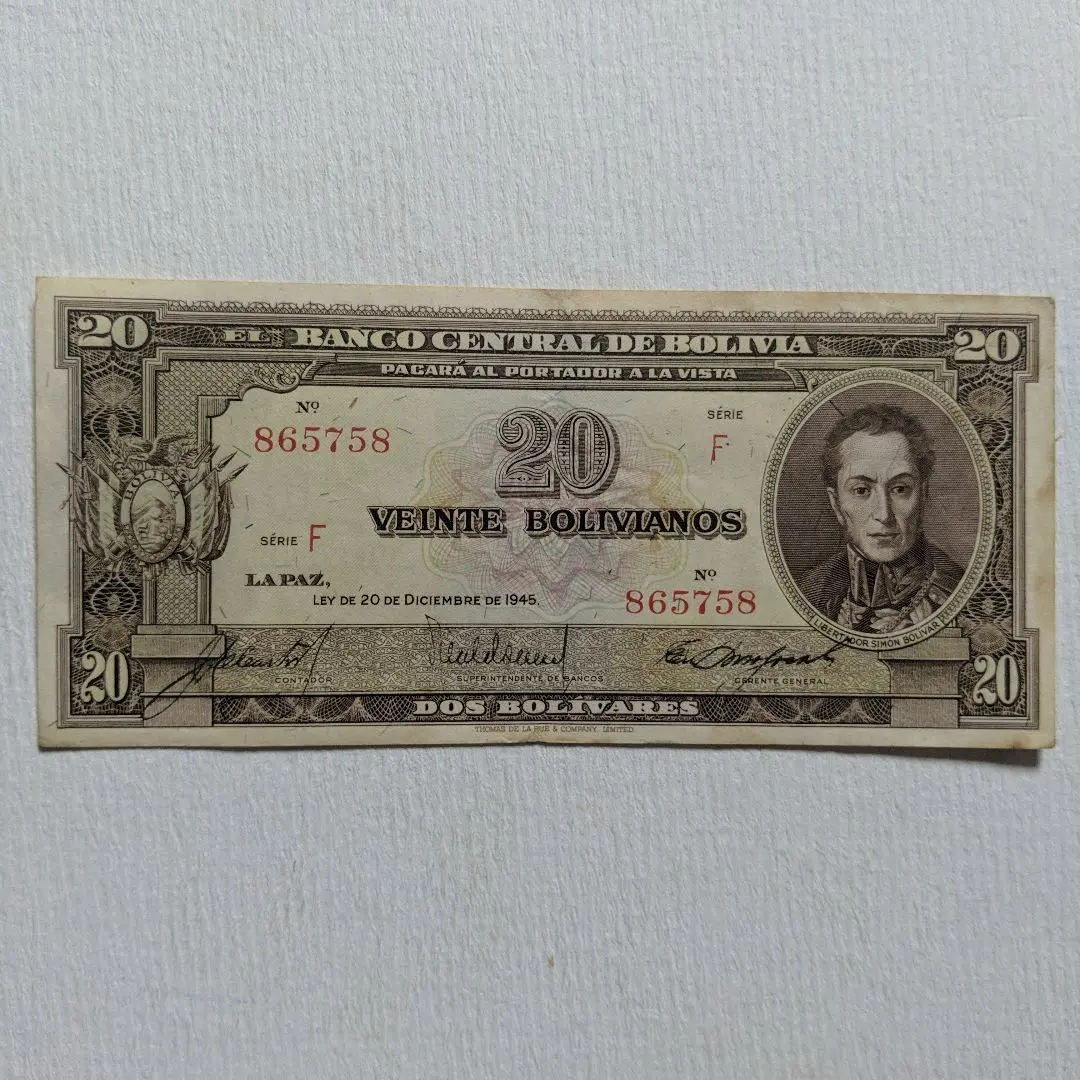 20 EL BANCO CENTRAL DE BOLIVIA 20
PAGARÁ AL PORTADOR A LA VISTA
Nº
865758
20
SÉRIE
F
BOLIVIA
VEINTE BOLIVIANOS
SÉRIE F
LA PAZ,
LEY DE 20 DE DICIEMBRE DE 1945.
Nº
865758
LIBERTADOR SIMON BOLIVAR
20 CONTADOR SUPERINTENDENTE DE BANCOS GERENTE GENERAL 20
DOS BOLÍVARES
THOMAS DE LA RUE & COMPANY, LIMITED.